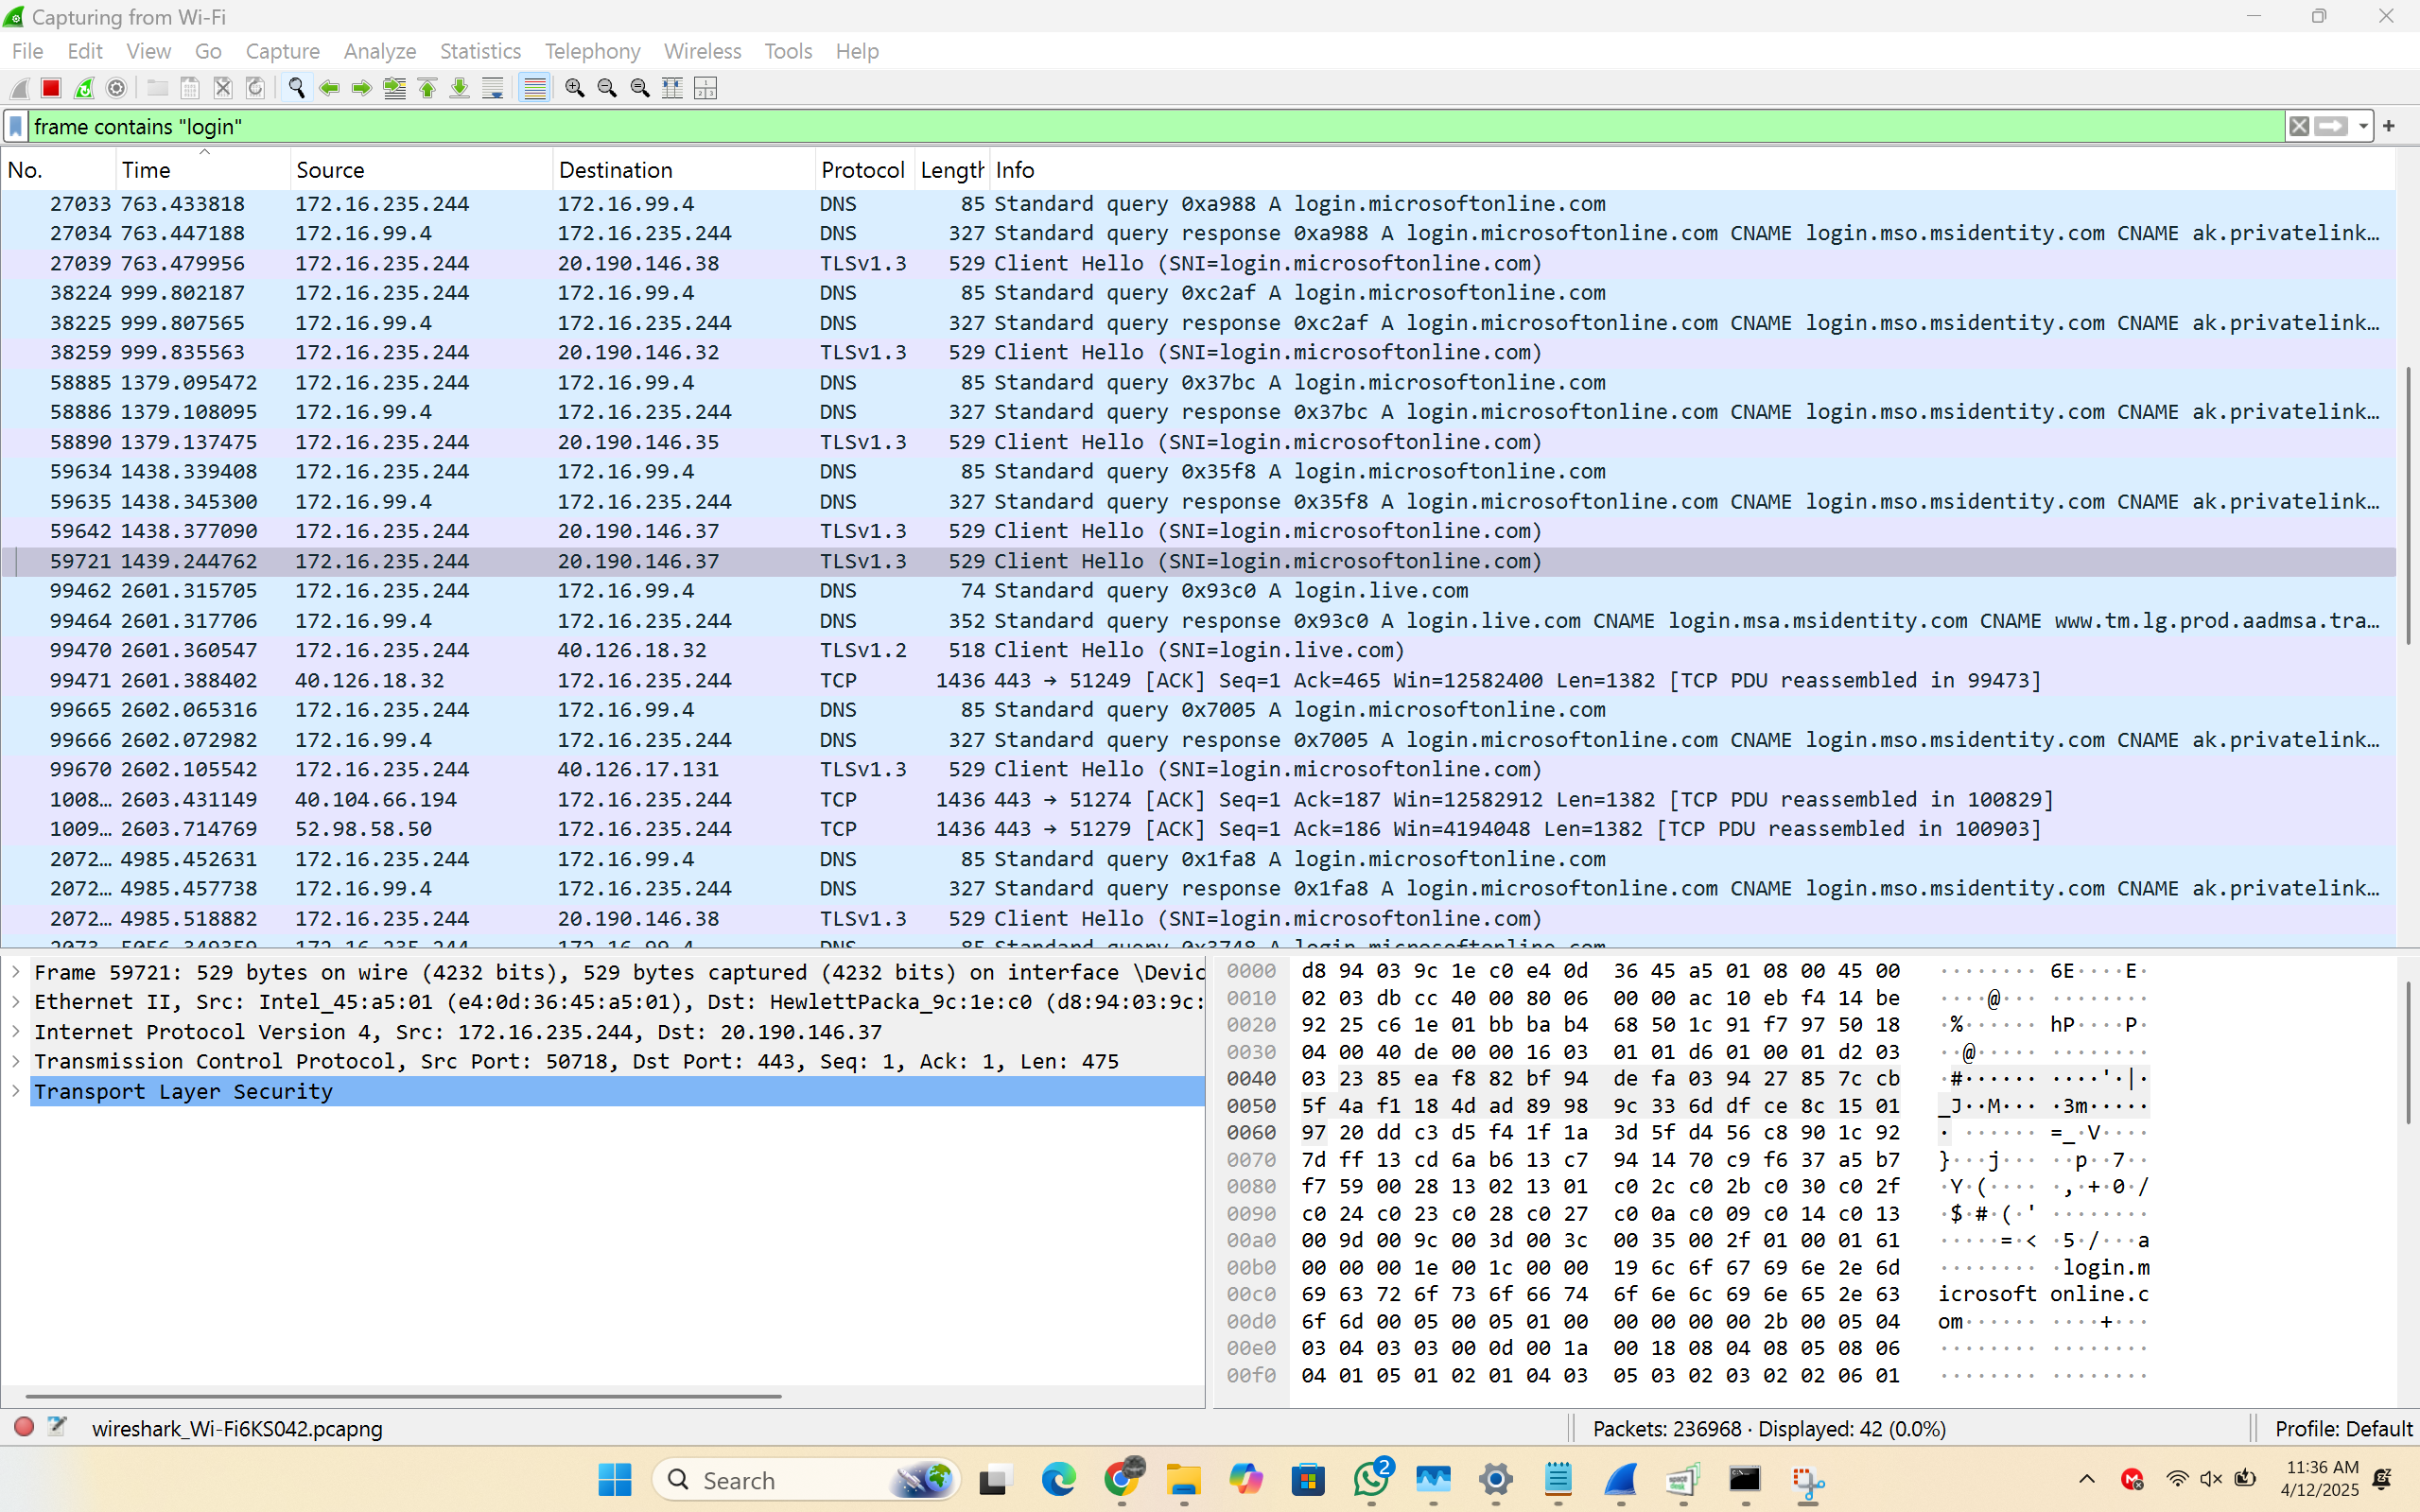 Capturing from Wi-Fi
File Edit View Go Capture Analyze Statistics Telephony Wireless Tools Help
frame contains "login"
No. Time Source Destination Protocol Length Info
27033 763.433818 172.16.235.244 172.16.99.4 DNS 85 Standard query 0xa988 A login.microsoftonline.com
27034 763.447188 172.16.99.4 172.16.235.244 DNS 327 Standard query response 0xa988 A login.microsoftonline.com CNAME login.mso.msidentity.com CNAME ak.privatelink…
27039 763.479956 172.16.235.244 20.190.146.38 TLSv1.3 529 Client Hello (SNI=login.microsoftonline.com)
38224 999.802187 172.16.235.244 172.16.99.4 DNS 85 Standard query 0xc2af A login.microsoftonline.com
38225 999.807565 172.16.99.4 172.16.235.244 DNS 327 Standard query response 0xc2af A login.microsoftonline.com CNAME login.mso.msidentity.com CNAME ak.privatelink…
38259 999.835563 172.16.235.244 20.190.146.32 TLSv1.3 529 Client Hello (SNI=login.microsoftonline.com)
58885 1379.095472 172.16.235.244 172.16.99.4 DNS 85 Standard query 0x37bc A login.microsoftonline.com
58886 1379.108095 172.16.99.4 172.16.235.244 DNS 327 Standard query response 0x37bc A login.microsoftonline.com CNAME login.mso.msidentity.com CNAME ak.privatelink…
58890 1379.137475 172.16.235.244 20.190.146.35 TLSv1.3 529 Client Hello (SNI=login.microsoftonline.com)
59634 1438.339408 172.16.235.244 172.16.99.4 DNS 85 Standard query 0x35f8 A login.microsoftonline.com
59635 1438.345300 172.16.99.4 172.16.235.244 DNS 327 Standard query response 0x35f8 A login.microsoftonline.com CNAME login.mso.msidentity.com CNAME ak.privatelink…
59642 1438.377090 172.16.235.244 20.190.146.37 TLSv1.3 529 Client Hello (SNI=login.microsoftonline.com)
59721 1439.244762 172.16.235.244 20.190.146.37 TLSv1.3 529 Client Hello (SNI=login.microsoftonline.com)
99462 2601.315705 172.16.235.244 172.16.99.4 DNS 74 Standard query 0x93c0 A login.live.com
99464 2601.317706 172.16.99.4 172.16.235.244 DNS 352 Standard query response 0x93c0 A login.live.com CNAME login.msa.msidentity.com CNAME www.tm.lg.prod.aadmsa.tra…
99470 2601.360547 172.16.235.244 40.126.18.32 TLSv1.2 518 Client Hello (SNI=login.live.com)
99471 2601.388402 40.126.18.32 172.16.235.244 TCP 1436 443 → 51249 [ACK] Seq=1 Ack=465 Win=12582400 Len=1382 [TCP PDU reassembled in 99473]
99665 2602.065316 172.16.235.244 172.16.99.4 DNS 85 Standard query 0x7005 A login.microsoftonline.com
99666 2602.072982 172.16.99.4 172.16.235.244 DNS 327 Standard query response 0x7005 A login.microsoftonline.com CNAME login.mso.msidentity.com CNAME ak.privatelink…
99670 2602.105542 172.16.235.244 40.126.17.131 TLSv1.3 529 Client Hello (SNI=login.microsoftonline.com)
1008… 2603.431149 40.104.66.194 172.16.235.244 TCP 1436 443 → 51274 [ACK] Seq=1 Ack=187 Win=12582912 Len=1382 [TCP PDU reassembled in 100829]
1009… 2603.714769 52.98.58.50 172.16.235.244 TCP 1436 443 → 51279 [ACK] Seq=1 Ack=186 Win=4194048 Len=1382 [TCP PDU reassembled in 100903]
2072… 4985.452631 172.16.235.244 172.16.99.4 DNS 85 Standard query 0x1fa8 A login.microsoftonline.com
2072… 4985.457738 172.16.99.4 172.16.235.244 DNS 327 Standard query response 0x1fa8 A login.microsoftonline.com CNAME login.mso.msidentity.com CNAME ak.privatelink…
2072… 4985.518882 172.16.235.244 20.190.146.38 TLSv1.3 529 Client Hello (SNI=login.microsoftonline.com)
Frame 59721: 529 bytes on wire (4232 bits), 529 bytes captured (4232 bits) on interface \Devic
Ethernet II, Src: Intel_45:a5:01 (e4:0d:36:45:a5:01), Dst: HewlettPacka_9c:1e:c0 (d8:94:03:9c:
Internet Protocol Version 4, Src: 172.16.235.244, Dst: 20.190.146.37
Transmission Control Protocol, Src Port: 50718, Dst Port: 443, Seq: 1, Ack: 1, Len: 475
Transport Layer Security
0000 d8 94 03 9c 1e c0 e4 0d 36 45 a5 01 08 00 45 00 ········ 6E····E·
0010 02 03 db cc 40 00 80 06 00 00 ac 10 eb f4 14 be ····@··· ········
0020 92 25 c6 1e 01 bb ba b4 68 50 1c 91 f7 97 50 18 ·%······ hP····P·
0030 04 00 40 de 00 00 16 03 01 01 d6 01 00 01 d2 03 ··@····· ········
0040 03 23 85 ea f8 82 bf 94 de fa 03 94 27 85 7c cb ·#······ ····'·|·
0050 5f 4a f1 18 4d ad 89 98 9c 33 6d df ce 8c 15 01 _J··M··· ·3m·····
0060 97 20 dd c3 d5 f4 1f 1a 3d 5f d4 56 c8 90 1c 92 · ······ =_·V····
0070 7d ff 13 cd 6a b6 13 c7 94 14 70 c9 f6 37 a5 b7 }···j··· ··p··7··
0080 f7 59 00 28 13 02 13 01 c0 2c c0 2b c0 30 c0 2f ·Y·(···· ·,·+·0·/
0090 c0 24 c0 23 c0 28 c0 27 c0 0a c0 09 c0 14 c0 13 ·$·#·(·' ········
00a0 00 9d 00 9c 00 3d 00 3c 00 35 00 2f 01 00 01 61 ·····=·< ·5·/···a
00b0 00 00 00 1e 00 1c 00 00 19 6c 6f 67 69 6e 2e 6d ········ ·login.m
00c0 69 63 72 6f 73 6f 66 74 6f 6e 6c 69 6e 65 2e 63 icrosoft online.c
00d0 6f 6d 00 05 00 05 01 00 00 00 00 00 2b 00 05 04 om······ ····+···
00e0 03 04 03 03 00 0d 00 1a 00 18 08 04 08 05 08 06 ········ ········
00f0 04 01 05 01 02 01 04 03 05 03 02 03 02 02 06 01 ········ ········
wireshark_Wi-Fi6KS042.pcapng Packets: 236968 · Displayed: 42 (0.0%) Profile: Default
Search 2 11:36 AM
4/12/2025